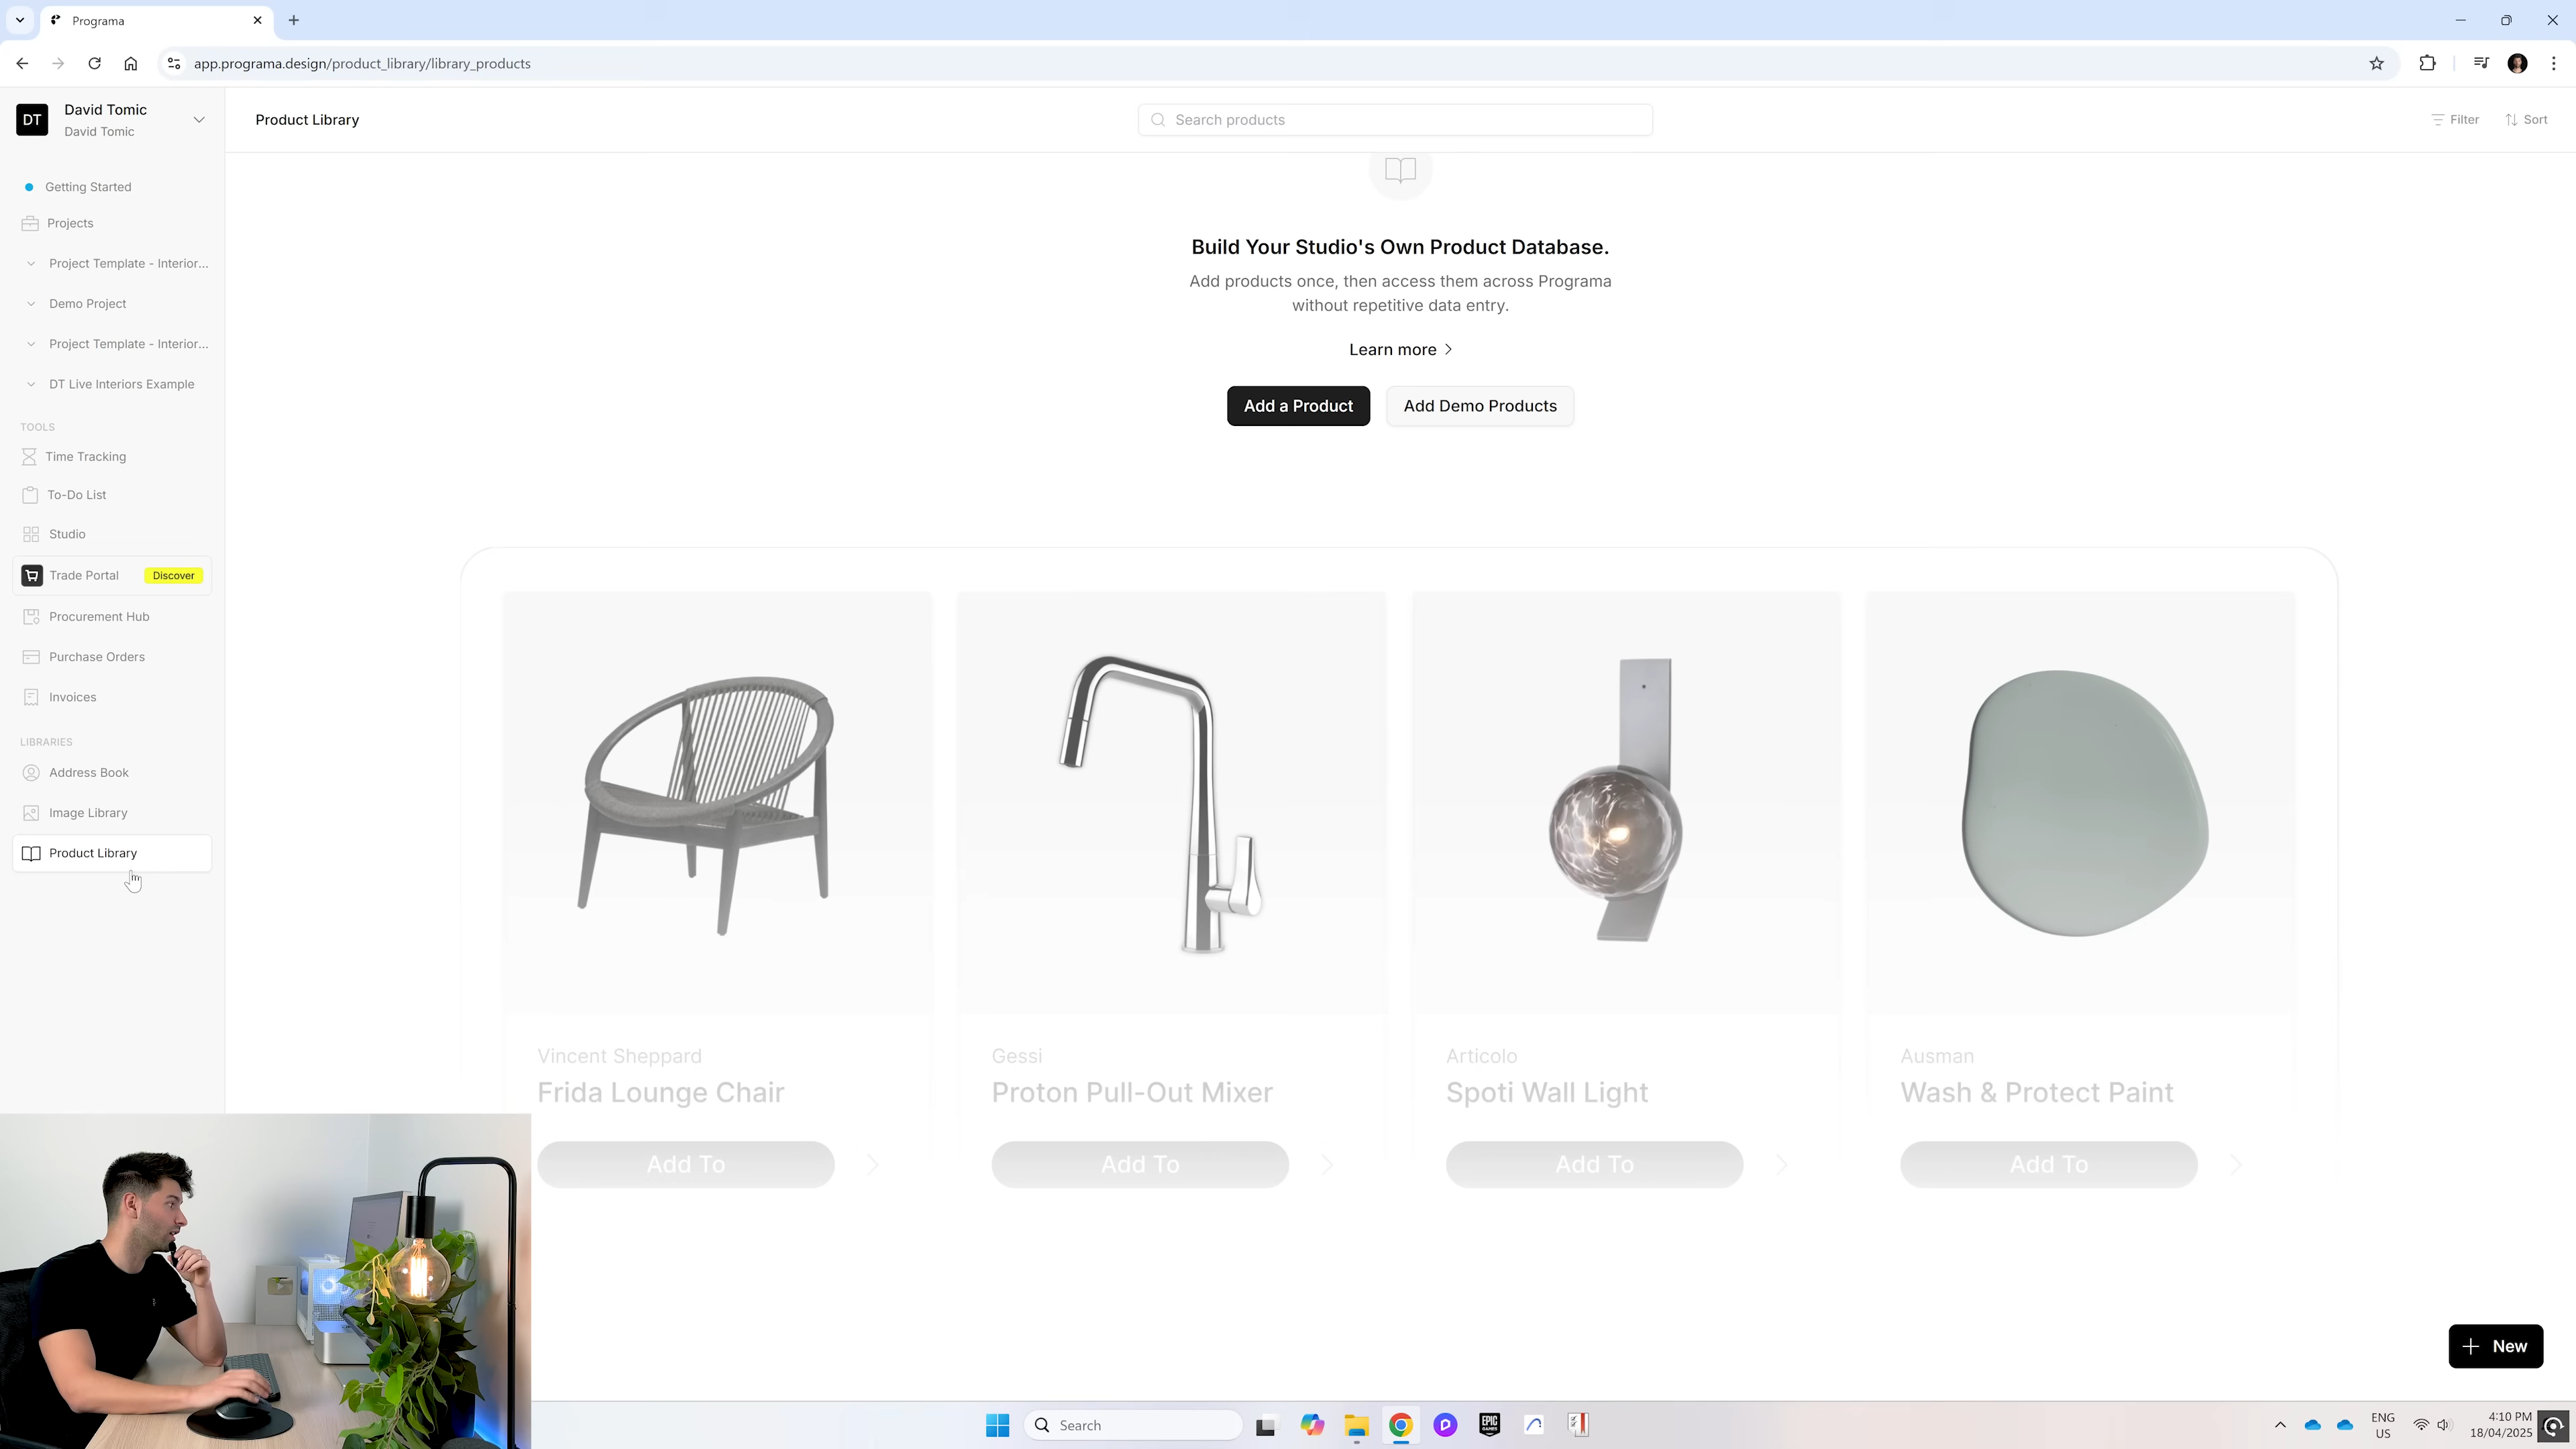 Programa
app.programa.design/product_library/library_products
DT
David Tomic
David Tomic
Product Library
Search products
Filter
Sort
Getting Started
Projects
Project Template - Interior...
Demo Project
Project Template - Interior...
DT Live Interiors Example
TOOLS
Time Tracking
To-Do List
Studio
Trade Portal
Discover
Procurement Hub
Purchase Orders
Invoices
LIBRARIES
Address Book
Image Library
Product Library
Build Your Studio's Own Product Database.
Add products once, then access them across Programa
without repetitive data entry.
Learn more
Add a Product
Add Demo Products
Vincent Sheppard
Frida Lounge Chair
Add To
Gessi
Proton Pull-Out Mixer
Add To
Articolo
Spoti Wall Light
Add To
Ausman
Wash & Protect Paint
Add To
New
Search
EPIC
GAMES
ENG
US
4:10 PM
18/04/2025